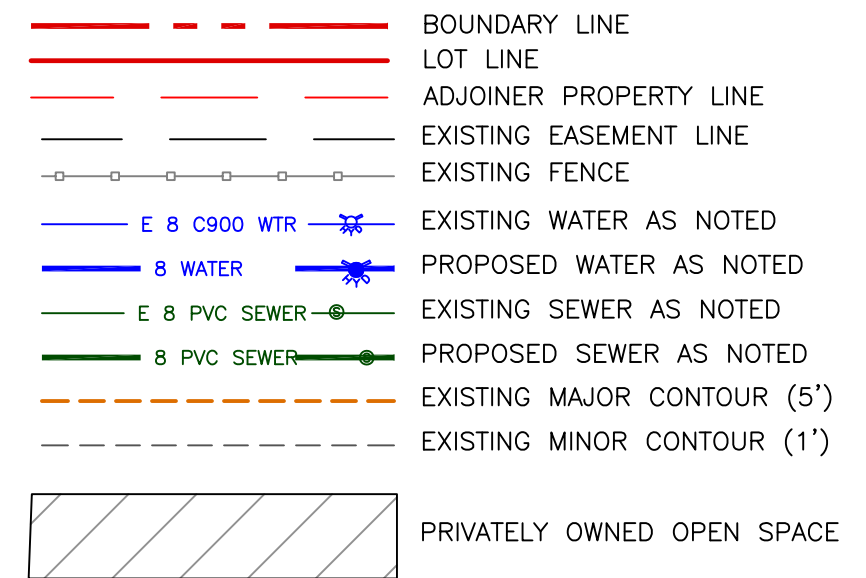 BOUNDARY LINE
LOT LINE
ADJOINER PROPERTY LINE
EXISTING EASEMENT LINE
EXISTING FENCE
E 8 C900 WTR EXISTING WATER AS NOTED
8 WATER PROPOSED WATER AS NOTED
E 8 PVC SEWER S EXISTING SEWER AS NOTED
8 PVC SEWER S PROPOSED SEWER AS NOTED
EXISTING MAJOR CONTOUR (5')
EXISTING MINOR CONTOUR (1')
PRIVATELY OWNED OPEN SPACE